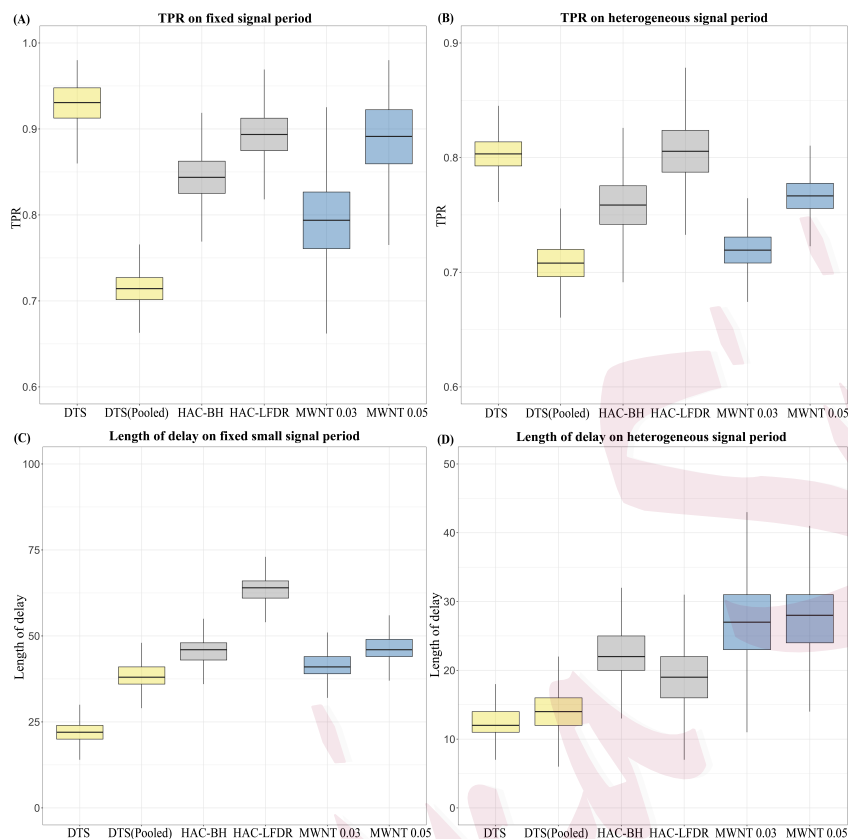 (A) TPR on fixed signal period
1.0
0.9
0.8
0.7
0.6
TPR
DTS DTS(Pooled) HAC-BH HAC-LFDR MWNT 0.03 MWNT 0.05
(B) TPR on heterogeneous signal period
0.9
0.8
0.7
0.6
TPR
DTS DTS(Pooled) HAC-BH HAC-LFDR MWNT 0.03 MWNT 0.05
(C) Length of delay on fixed small signal period
100
75
50
25
0
Length of delay
DTS DTS(Pooled) HAC-BH HAC-LFDR MWNT 0.03 MWNT 0.05
(D) Length of delay on heterogeneous signal period
50
40
30
20
10
0
Length of delay
DTS DTS(Pooled) HAC-BH HAC-LFDR MWNT 0.03 MWNT 0.05